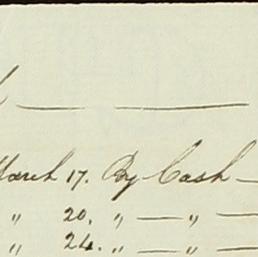 March 17. By Cash —
" 20. " — " —
" 24. " — " —